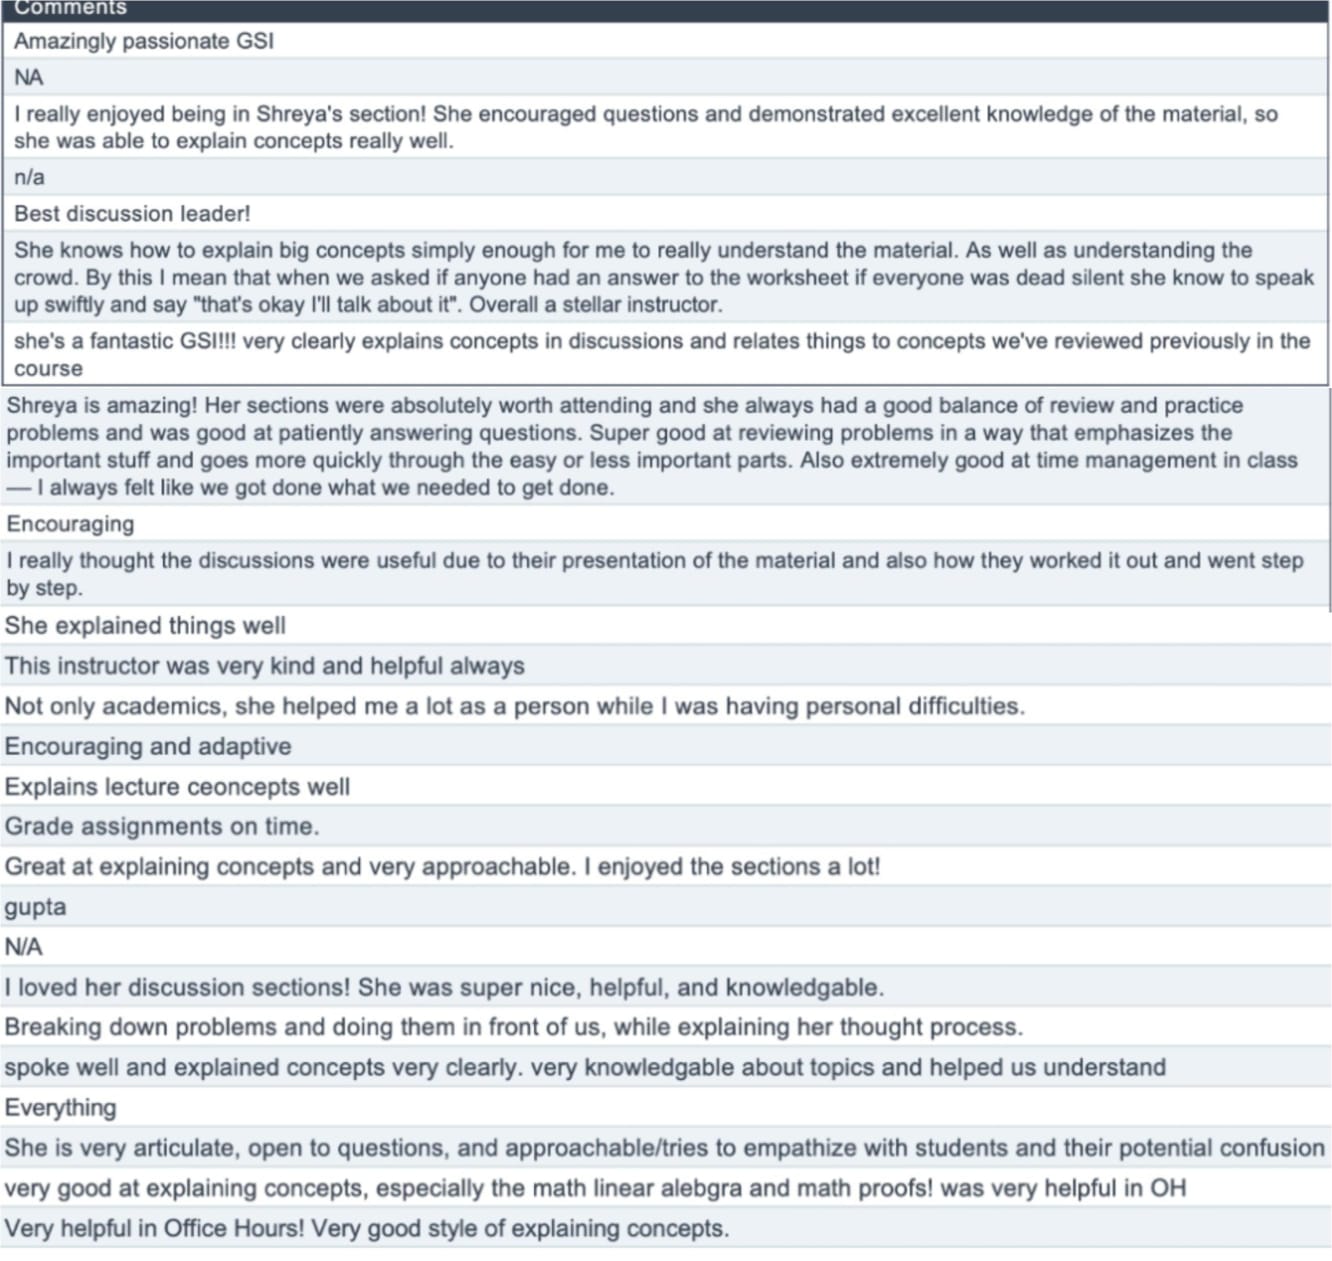 Comments
Amazingly passionate GSI
NA
I really enjoyed being in Shreya's section! She encouraged questions and demonstrated excellent knowledge of the material, so
she was able to explain concepts really well.
n/a
Best discussion leader!
She knows how to explain big concepts simply enough for me to really understand the material. As well as understanding the
crowd. By this I mean that when we asked if anyone had an answer to the worksheet if everyone was dead silent she know to speak
up swiftly and say "that's okay I'll talk about it". Overall a stellar instructor.
she's a fantastic GSI!!! very clearly explains concepts in discussions and relates things to concepts we've reviewed previously in the
course
Shreya is amazing! Her sections were absolutely worth attending and she always had a good balance of review and practice
problems and was good at patiently answering questions. Super good at reviewing problems in a way that emphasizes the
important stuff and goes more quickly through the easy or less important parts. Also extremely good at time management in class
— I always felt like we got done what we needed to get done.
Encouraging
I really thought the discussions were useful due to their presentation of the material and also how they worked it out and went step
by step.
She explained things well
This instructor was very kind and helpful always
Not only academics, she helped me a lot as a person while I was having personal difficulties.
Encouraging and adaptive
Explains lecture ceoncepts well
Grade assignments on time.
Great at explaining concepts and very approachable. I enjoyed the sections a lot!
gupta
N/A
I loved her discussion sections! She was super nice, helpful, and knowledgable.
Breaking down problems and doing them in front of us, while explaining her thought process.
spoke well and explained concepts very clearly. very knowledgable about topics and helped us understand
Everything
She is very articulate, open to questions, and approachable/tries to empathize with students and their potential confusion
very good at explaining concepts, especially the math linear alebgra and math proofs! was very helpful in OH
Very helpful in Office Hours! Very good style of explaining concepts.